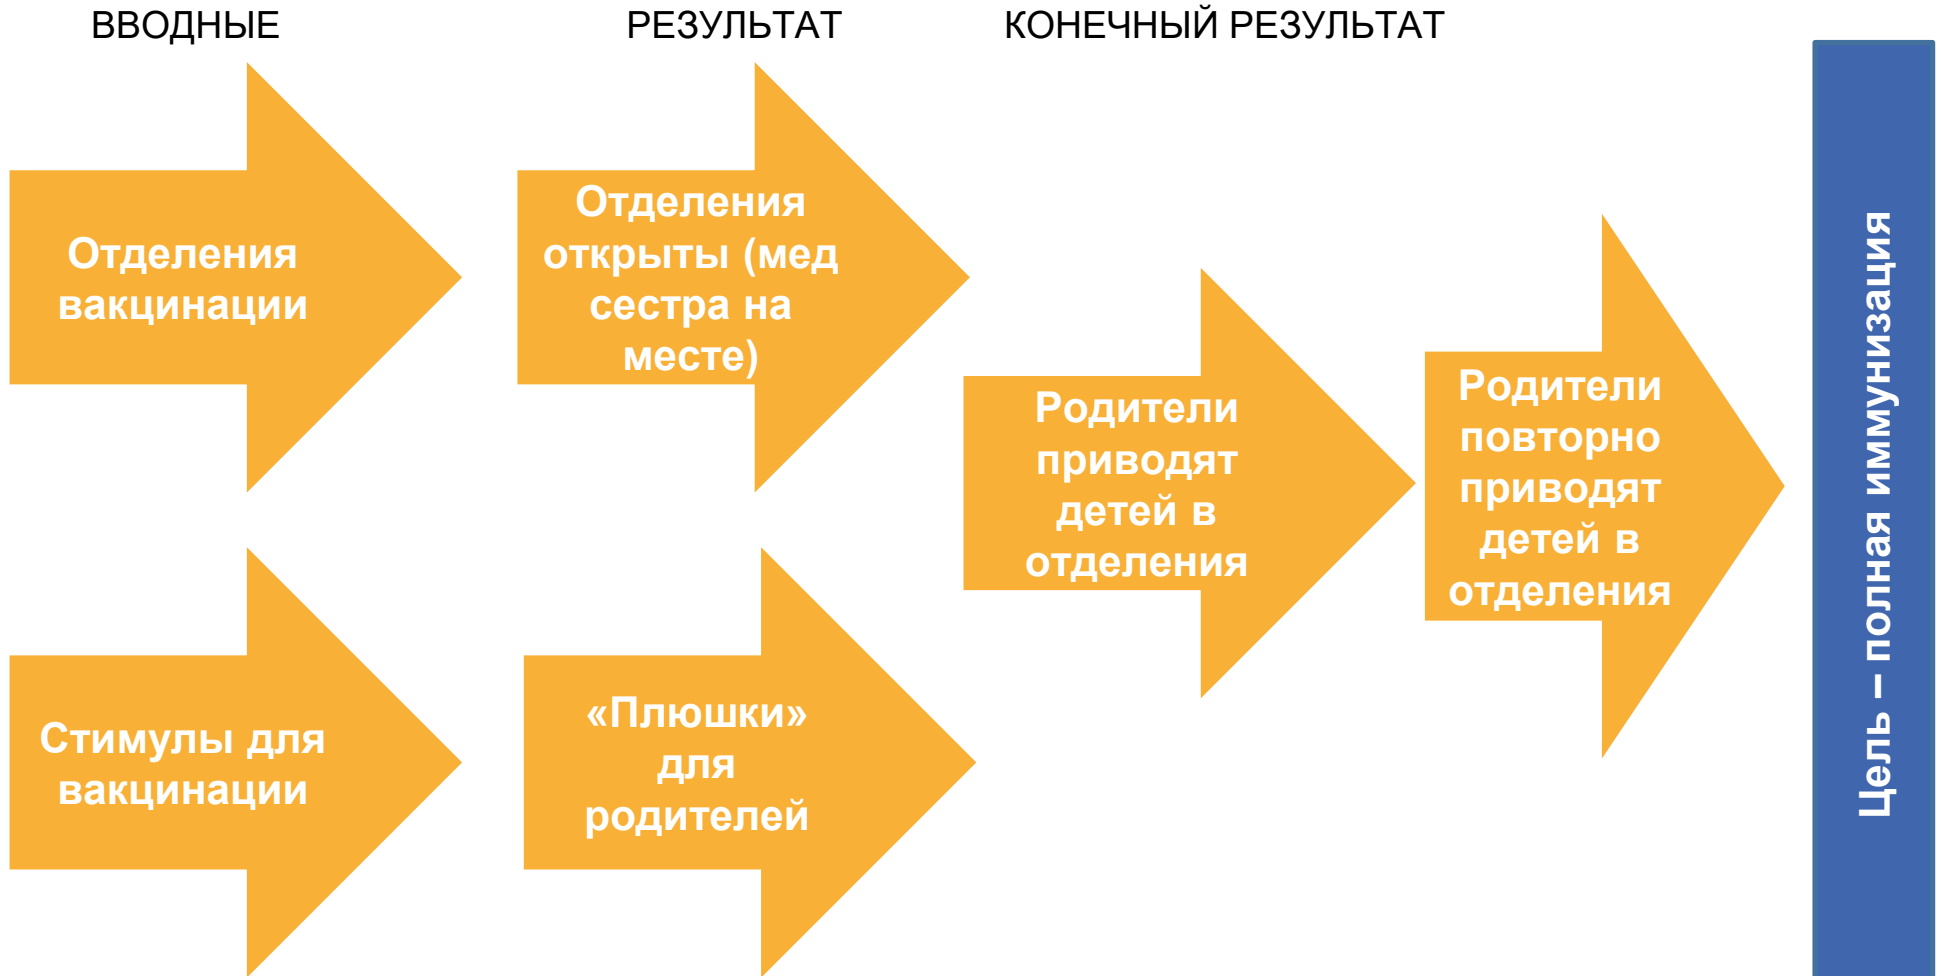 ВВОДНЫЕ
РЕЗУЛЬТАТ
КОНЕЧНЫЙ РЕЗУЛЬТАТ
Отделения
вакцинации
Отделения
открыты (мед
сестра на
месте)
Родители
приводят
детей в
отделения
Родители
повторно
приводят
детей в
отделения
Стимулы для
вакцинации
«Плюшки»
для
родителей
Цель – полная иммунизация